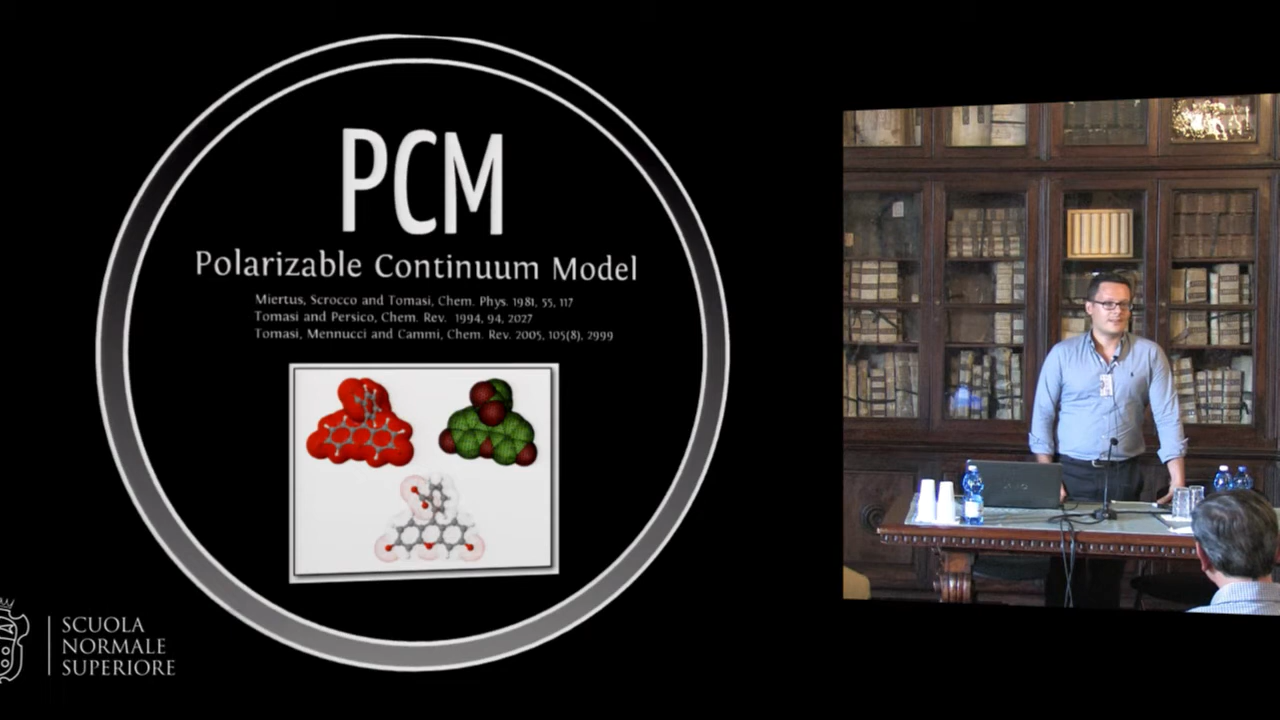 PCM
Polarizable Continuum Model
Miertus, Scrocco and Tomasi, Chem. Phys. 1981, 55, 117
Tomasi and Persico, Chem. Rev. 1994, 94, 2027
Tomasi, Mennucci and Cammi, Chem. Rev. 2005, 105(8), 2999
SCUOLA
NORMALE
SUPERIORE